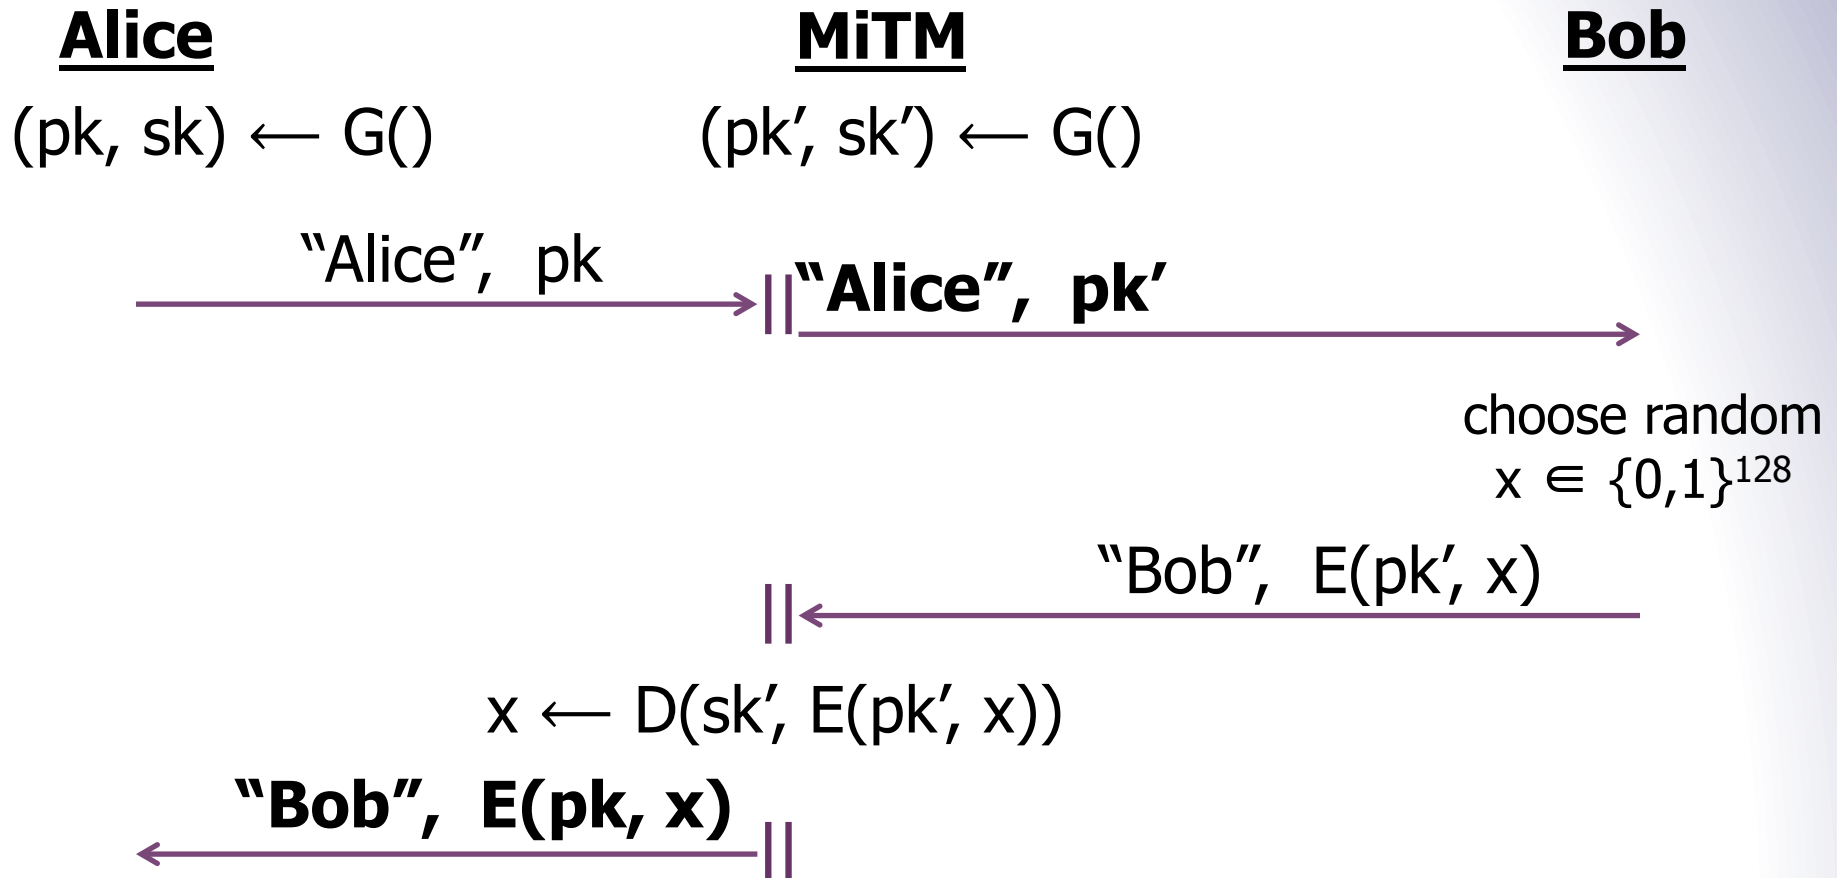 Alice MiTM Bob
(pk, sk) ⟵ G() (pk′, sk′) ⟵ G()
“Alice”, pk
“Alice”, pk′
choose random
x ∈ {0,1}¹²⁸
“Bob”, E(pk′, x)
x ⟵ D(sk′, E(pk′, x))
“Bob”, E(pk, x)